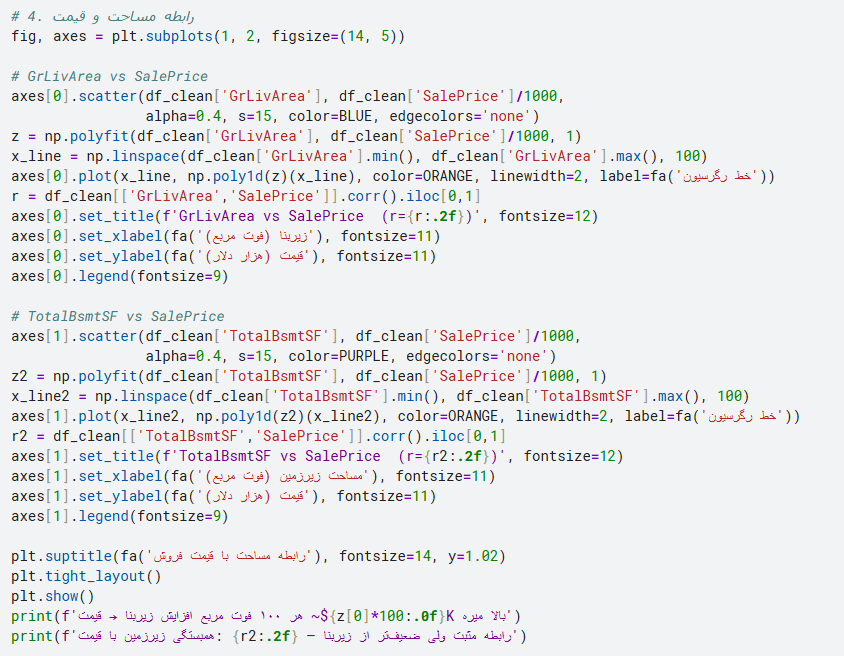 # 4. رابطه مساحت و قیمت
fig, axes = plt.subplots(1, 2, figsize=(14, 5))
# GrLivArea vs SalePrice
axes[0].scatter(df_clean['GrLivArea'], df_clean['SalePrice']/1000,
alpha=0.4, s=15, color=BLUE, edgecolors='none')
z = np.polyfit(df_clean['GrLivArea'], df_clean['SalePrice']/1000, 1)
x_line = np.linspace(df_clean['GrLivArea'].min(), df_clean['GrLivArea'].max(), 100)
axes[0].plot(x_line, np.poly1d(z)(x_line), color=ORANGE, linewidth=2, label=fa('خط رگرسیون'))
r = df_clean[['GrLivArea','SalePrice']].corr().iloc[0,1]
axes[0].set_title(f'GrLivArea vs SalePrice  (r={r:.2f})', fontsize=12)
axes[0].set_xlabel(fa('زیربنا (فوت مربع)'), fontsize=11)
axes[0].set_ylabel(fa('قیمت (هزار دلار)'), fontsize=11)
axes[0].legend(fontsize=9)
# TotalBsmtSF vs SalePrice
axes[1].scatter(df_clean['TotalBsmtSF'], df_clean['SalePrice']/1000,
alpha=0.4, s=15, color=PURPLE, edgecolors='none')
z2 = np.polyfit(df_clean['TotalBsmtSF'], df_clean['SalePrice']/1000, 1)
x_line2 = np.linspace(df_clean['TotalBsmtSF'].min(), df_clean['TotalBsmtSF'].max(), 100)
axes[1].plot(x_line2, np.poly1d(z2)(x_line2), color=ORANGE, linewidth=2, label=fa('خط رگرسیون'))
r2 = df_clean[['TotalBsmtSF','SalePrice']].corr().iloc[0,1]
axes[1].set_title(f'TotalBsmtSF vs SalePrice  (r={r2:.2f})', fontsize=12)
axes[1].set_xlabel(fa('مساحت زیرزمین (فوت مربع)'), fontsize=11)
axes[1].set_ylabel(fa('قیمت (هزار دلار)'), fontsize=11)
axes[1].legend(fontsize=9)
plt.suptitle(fa('رابطه مساحت با قیمت فروش'), fontsize=14, y=1.02)
plt.tight_layout()
plt.show()
print(f'هر ۱۰۰ فوت مربع افزایش زیربنا → قیمت ~${z[0]*100:.0f}K بالا میره')
print(f'همبستگی زیرزمین با قیمت: {r2:.2f} — رابطه مثبت ولی ضعیف‌تر از زیربنا')